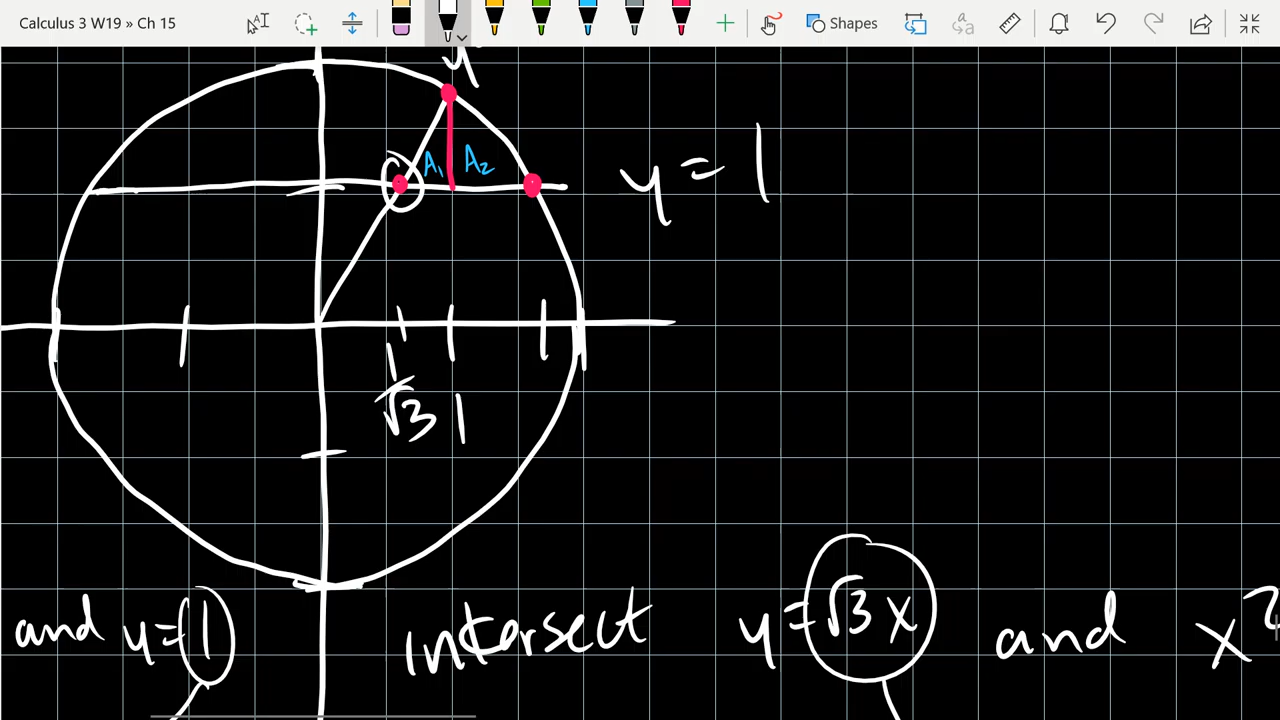 Calculus 3 W19 » Ch 15
Shapes
y
A₁ A₂
y = 1
1/√3 1
and y = 1 intersect y = √3 x and x²